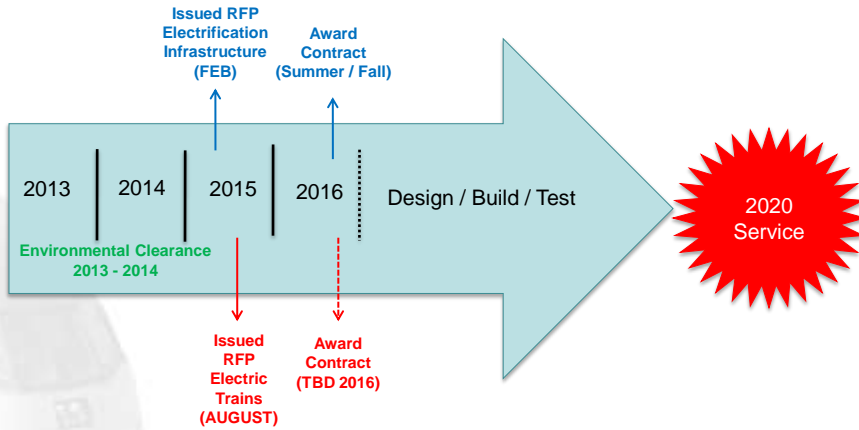 Issued RFP
Electrification
Infrastructure
(FEB)
Award
Contract
(Summer / Fall)
2013
2014
2015
2016
Design / Build / Test
2020
Service
Environmental Clearance
2013 - 2014
Issued
RFP
Electric
Trains
(AUGUST)
Award
Contract
(TBD 2016)